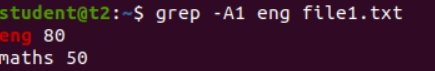 student@t2:~$ grep -A1 eng file1.txt
eng 80
maths 50